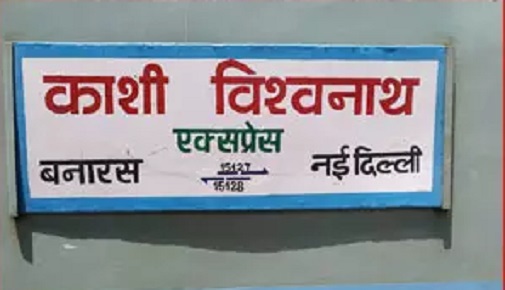 काशी विश्वनाथ
एक्सप्रेस
बनारस 15127 नई दिल्ली
15128